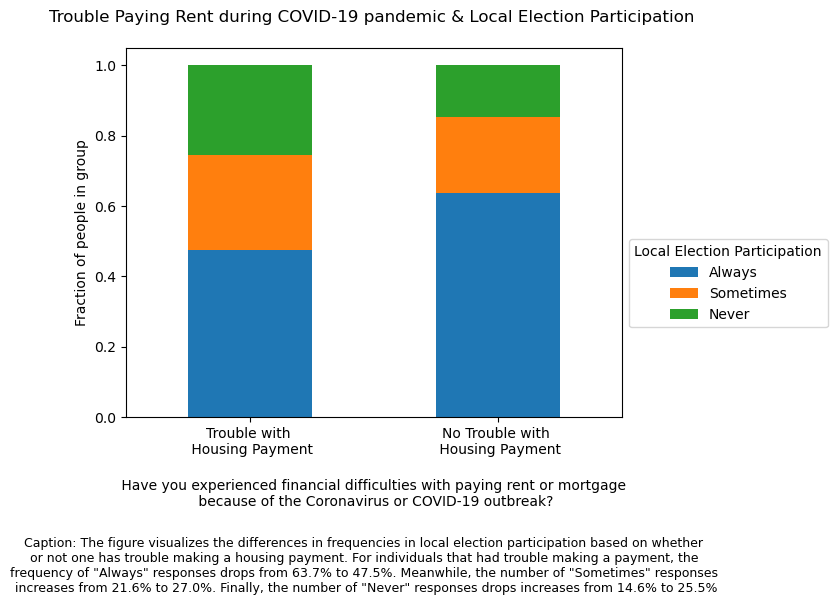 Trouble Paying Rent during COVID-19 pandemic & Local Election Participation
1.0
0.8
0.6
0.4
0.2
0.0
Fraction of people in group
Trouble with
Housing Payment
No Trouble with
Housing Payment
Have you experienced financial difficulties with paying rent or mortgage
because of the Coronavirus or COVID-19 outbreak?
Local Election Participation
Always
Sometimes
Never
Caption: The figure visualizes the differences in frequencies in local election participation based on whether
or not one has trouble making a housing payment. For individuals that had trouble making a payment, the
frequency of "Always" responses drops from 63.7% to 47.5%. Meanwhile, the number of "Sometimes" responses
increases from 21.6% to 27.0%. Finally, the number of "Never" responses drops increases from 14.6% to 25.5%